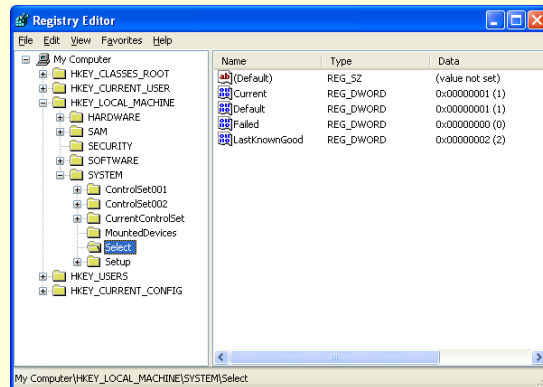 Registry Editor
File Edit View Favorites Help
My Computer
HKEY_CLASSES_ROOT
HKEY_CURRENT_USER
HKEY_LOCAL_MACHINE
HARDWARE
SAM
SECURITY
SOFTWARE
SYSTEM
ControlSet001
ControlSet002
CurrentControlSet
MountedDevices
Select
Setup
HKEY_USERS
HKEY_CURRENT_CONFIG
Name Type Data
(Default) REG_SZ (value not set)
Current REG_DWORD 0x00000001 (1)
Default REG_DWORD 0x00000001 (1)
Failed REG_DWORD 0x00000000 (0)
LastKnownGood REG_DWORD 0x00000002 (2)
My Computer\HKEY_LOCAL_MACHINE\SYSTEM\Select